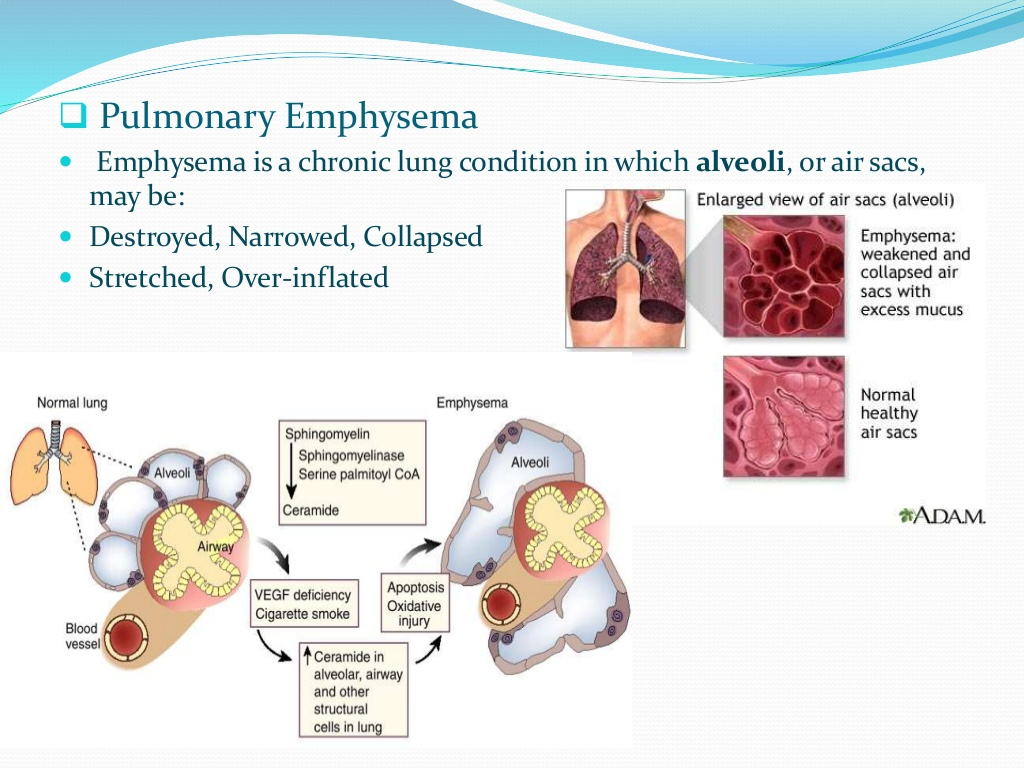 Pulmonary Emphysema
Emphysema is a chronic lung condition in which alveoli, or air sacs,
may be:
Destroyed, Narrowed, Collapsed
Stretched, Over-inflated
Enlarged view of air sacs (alveoli)
Emphysema:
weakened and
collapsed air
sacs with
excess mucus
Normal
healthy
air sacs
A.D.A.M.
Normal lung
Alveoli
Airway
Blood
vessel
Sphingomyelin
Sphingomyelinase
Serine palmitoyl CoA
Ceramide
VEGF deficiency
Cigarette smoke
Ceramide in
alveolar, airway
and other
structural
cells in lung
Apoptosis
Oxidative
injury
Emphysema
Alveoli